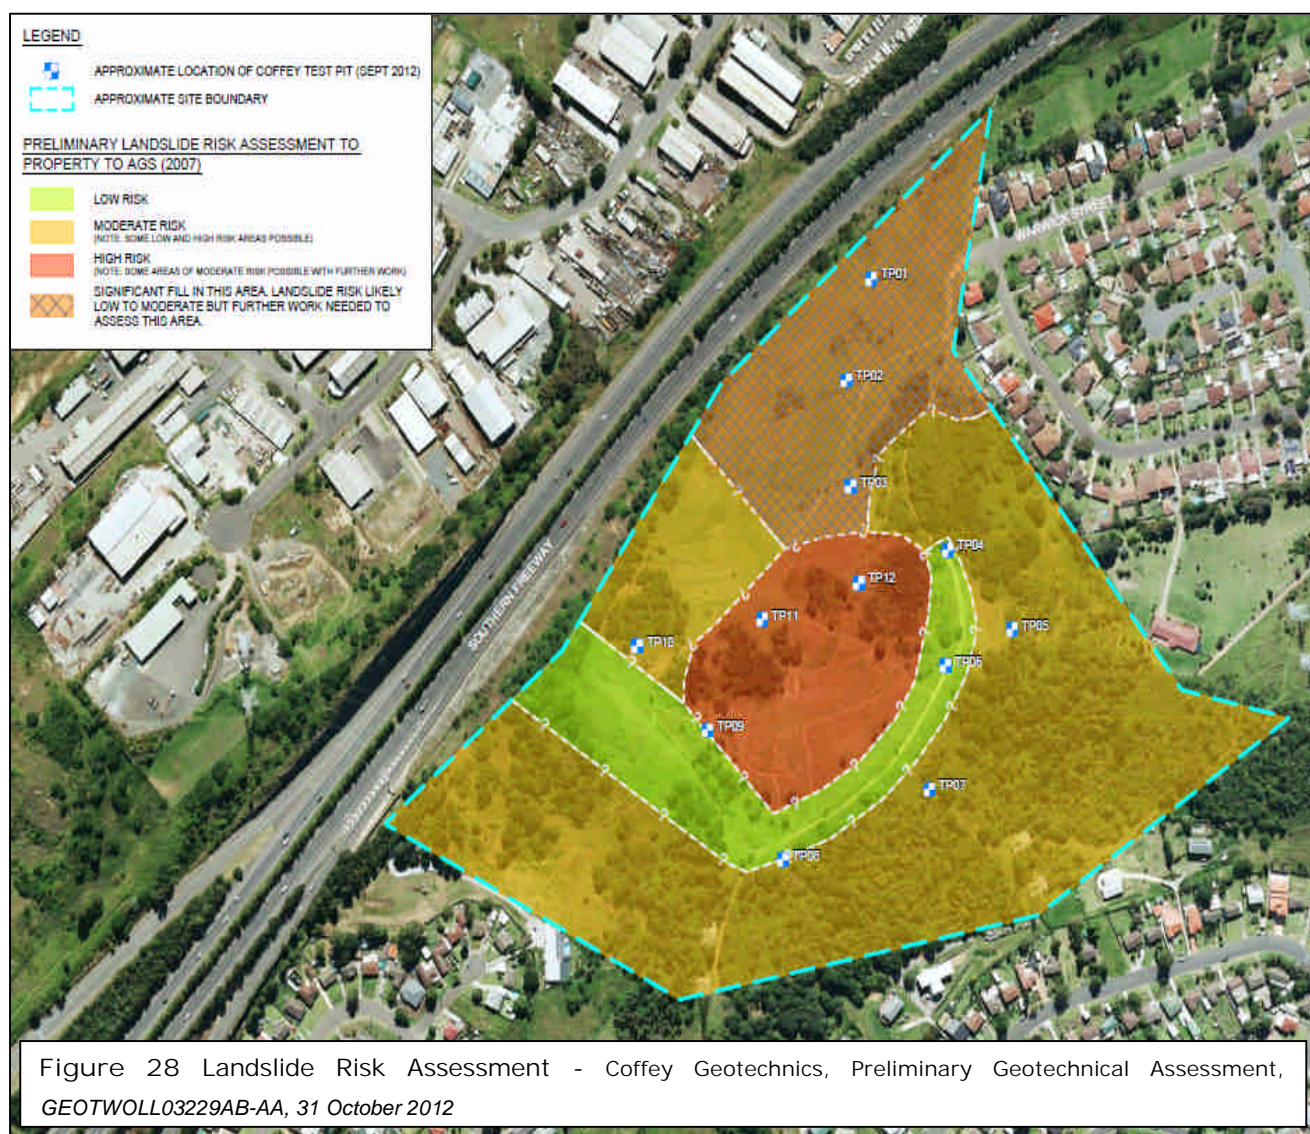 LEGEND
APPROXIMATE LOCATION OF COFFEY TEST PIT (SEPT 2012)
APPROXIMATE SITE BOUNDARY
PRELIMINARY LANDSLIDE RISK ASSESSMENT TO
PROPERTY TO AGS (2007)
LOW RISK
MODERATE RISK
(NOTE: SOME LOW AND HIGH RISK AREAS POSSIBLE)
HIGH RISK
(NOTE: SOME AREAS OF MODERATE RISK POSSIBLE WITH FURTHER WORK)
SIGNIFICANT FILL IN THIS AREA. LANDSLIDE RISK LIKELY
LOW TO MODERATE BUT FURTHER WORK NEEDED TO
ASSESS THIS AREA.
WARWICK STREET
TP01
TP02
TP03
TP04
TP12
TP11
TP05
TP10
TP06
SOUTHERN FREEWAY
TP09
TP07
TP06
Figure 28 Landslide Risk Assessment - Coffey Geotechnics, Preliminary Geotechnical Assessment,
GEOTWOLL03229AB-AA, 31 October 2012